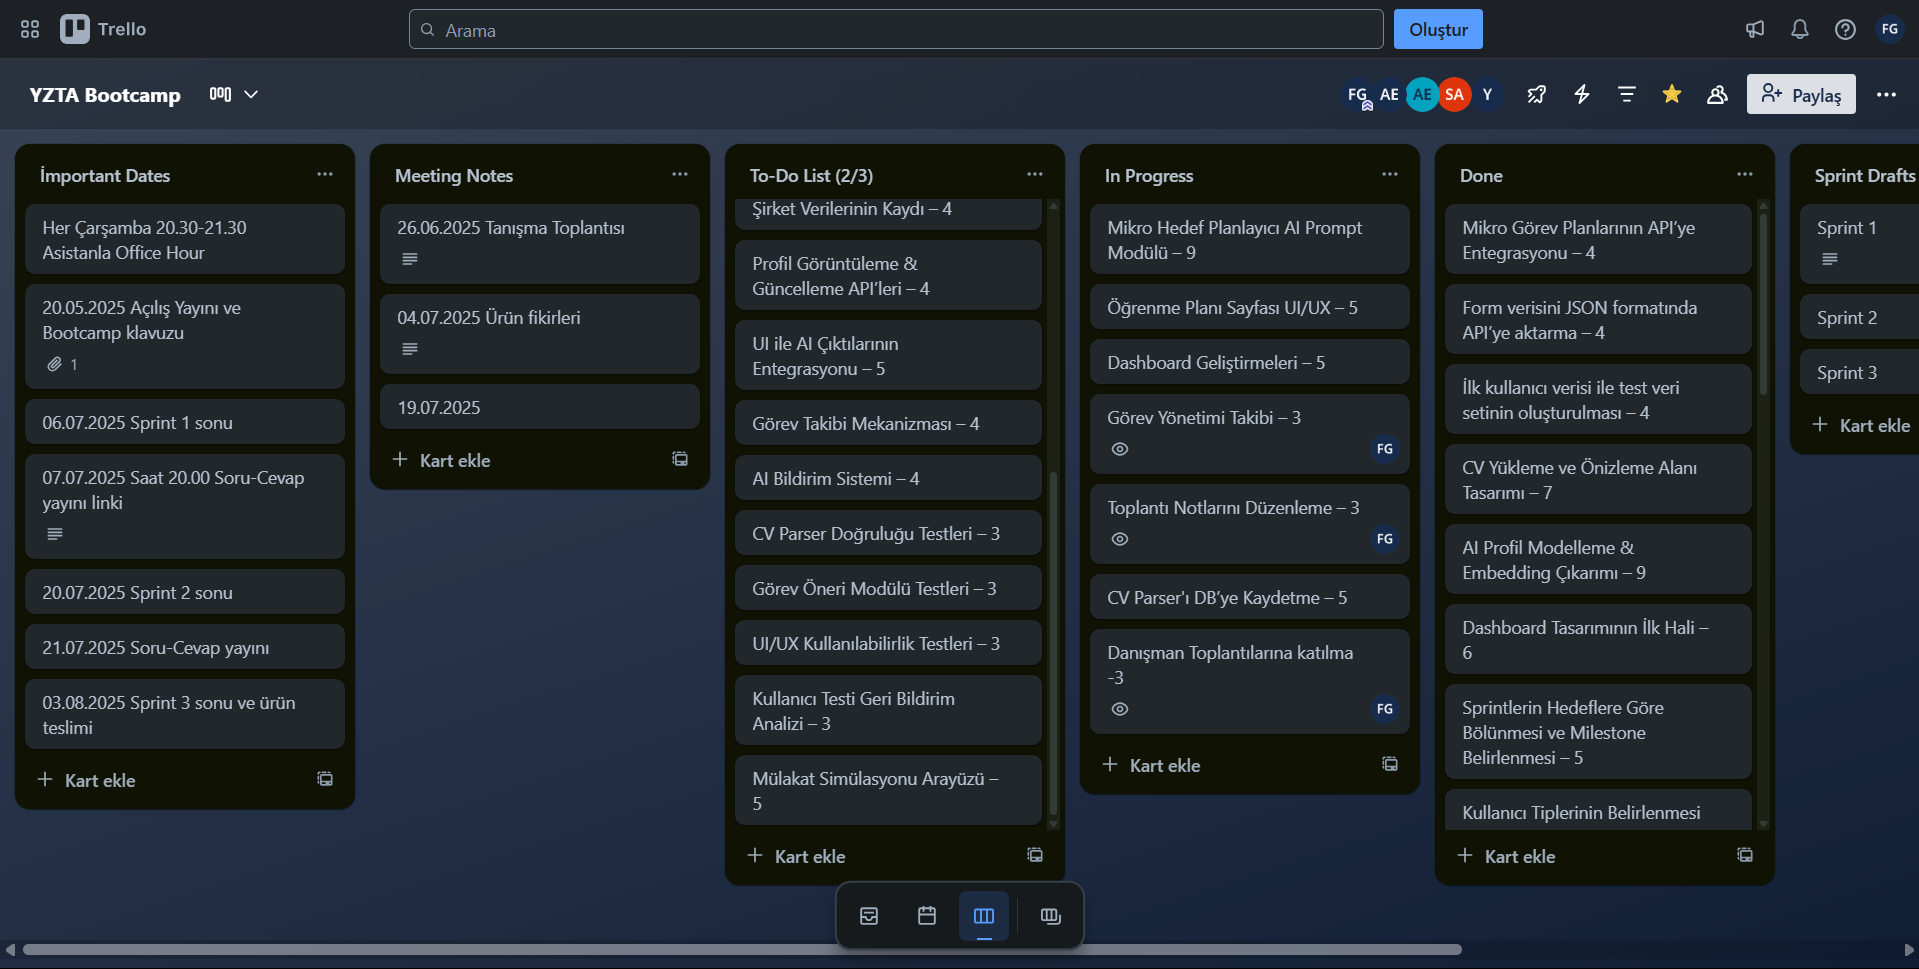 Trello
Arama
Oluştur
FG
YZTA Bootcamp
FG
AE
AE
SA
Y
Paylaş
İmportant Dates
Her Çarşamba 20.30-21.30
Asistanla Office Hour
20.05.2025 Açılış Yayını ve
Bootcamp klavuzu
1
06.07.2025 Sprint 1 sonu
07.07.2025 Saat 20.00 Soru-Cevap
yayını linki
20.07.2025 Sprint 2 sonu
21.07.2025 Soru-Cevap yayını
03.08.2025 Sprint 3 sonu ve ürün
teslimi
Kart ekle
Meeting Notes
26.06.2025 Tanışma Toplantısı
04.07.2025 Ürün fikirleri
19.07.2025
Kart ekle
To-Do List (2/3)
Şirket Verilerinin Kaydı – 4
Profil Görüntüleme &
Güncelleme API’leri – 4
UI ile AI Çıktılarının
Entegrasyonu – 5
Görev Takibi Mekanizması – 4
AI Bildirim Sistemi – 4
CV Parser Doğruluğu Testleri – 3
Görev Öneri Modülü Testleri – 3
UI/UX Kullanılabilirlik Testleri – 3
Kullanıcı Testi Geri Bildirim
Analizi – 3
Mülakat Simülasyonu Arayüzü –
5
Kart ekle
In Progress
Mikro Hedef Planlayıcı AI Prompt
Modülü – 9
Öğrenme Planı Sayfası UI/UX – 5
Dashboard Geliştirmeleri – 5
Görev Yönetimi Takibi – 3
FG
Toplantı Notlarını Düzenleme – 3
FG
CV Parser'ı DB’ye Kaydetme – 5
Danışman Toplantılarına katılma
-3
FG
Kart ekle
Done
Mikro Görev Planlarının API’ye
Entegrasyonu – 4
Form verisini JSON formatında
API’ye aktarma – 4
İlk kullanıcı verisi ile test veri
setinin oluşturulması – 4
CV Yükleme ve Önizleme Alanı
Tasarımı – 7
AI Profil Modelleme &
Embedding Çıkarımı – 9
Dashboard Tasarımının İlk Hali –
6
Sprintlerin Hedeflere Göre
Bölünmesi ve Milestone
Belirlenmesi – 5
Kullanıcı Tiplerinin Belirlenmesi
Kart ekle
Sprint Drafts
Sprint 1
Sprint 2
Sprint 3
Kart ekle